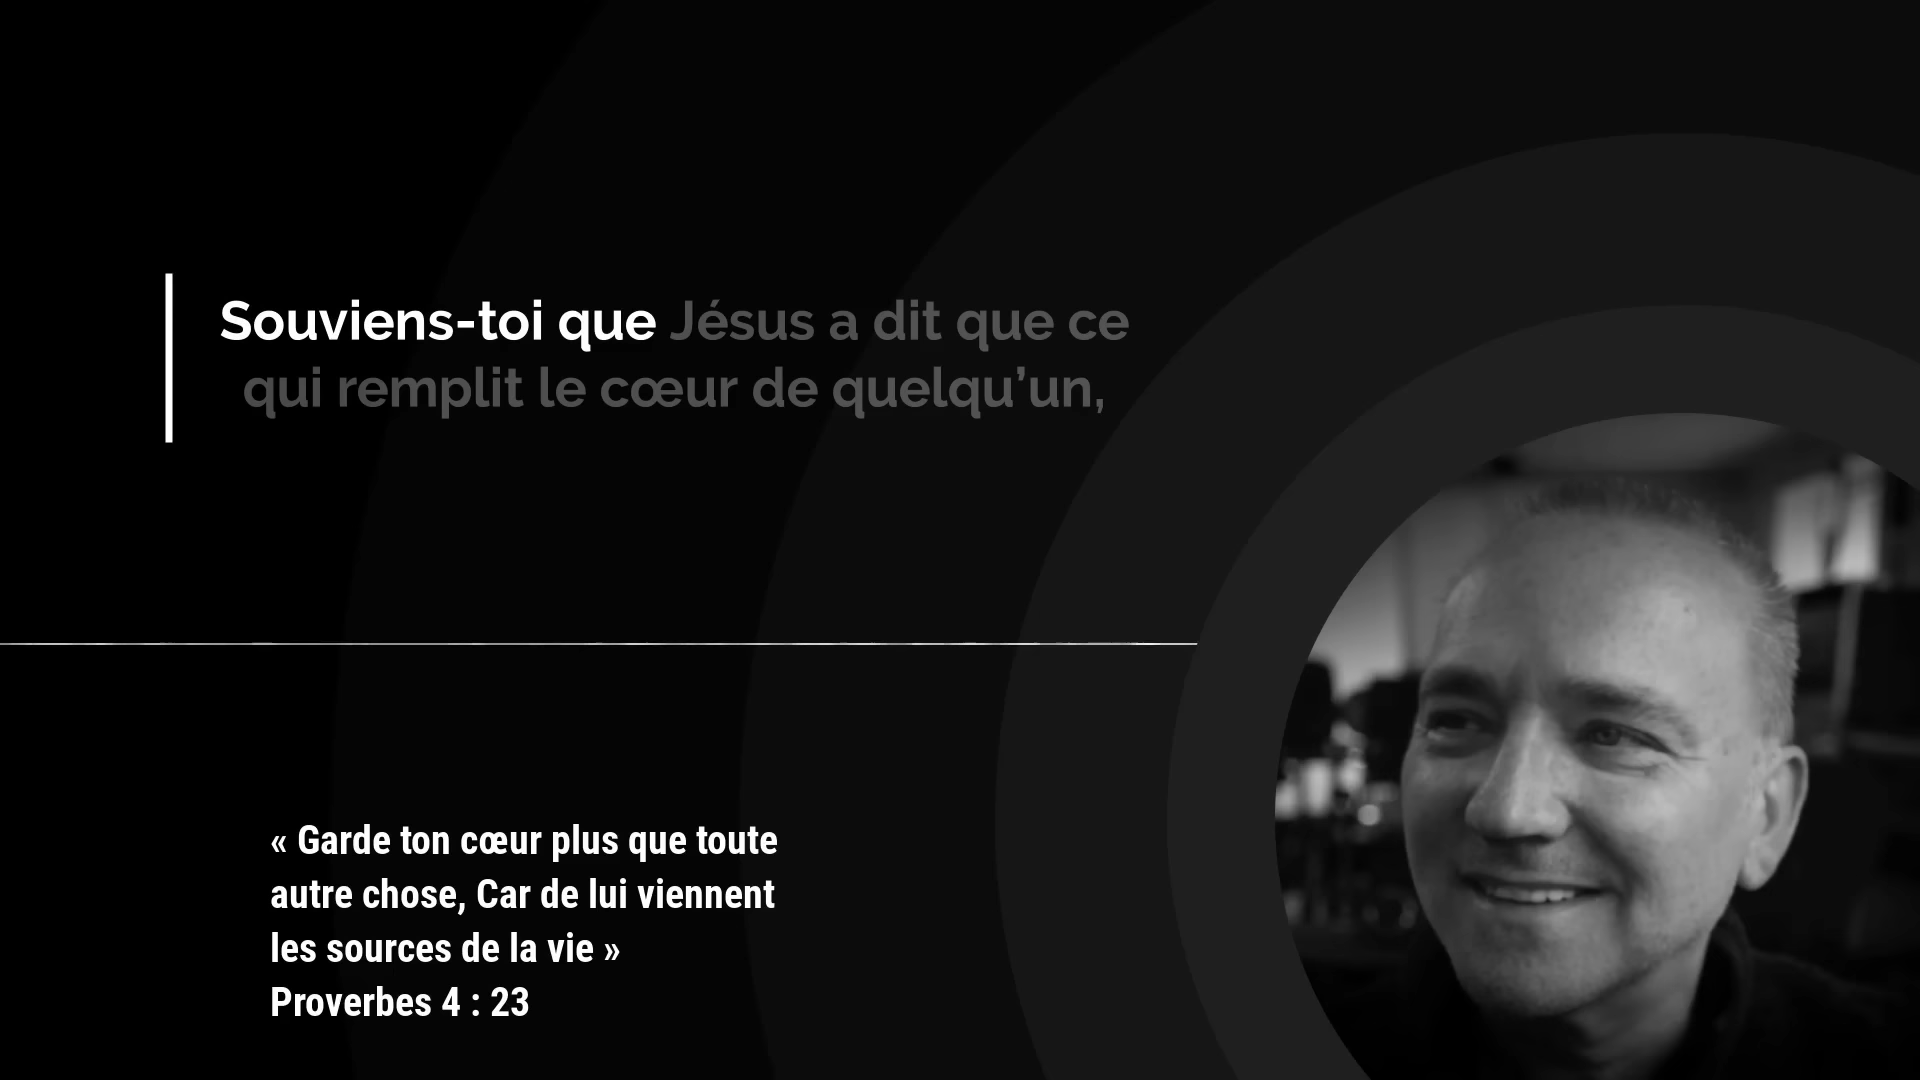 Souviens-toi que Jésus a dit que ce
qui remplit le cœur de quelqu’un,
« Garde ton cœur plus que toute
autre chose, Car de lui viennent
les sources de la vie »
Proverbes 4 : 23